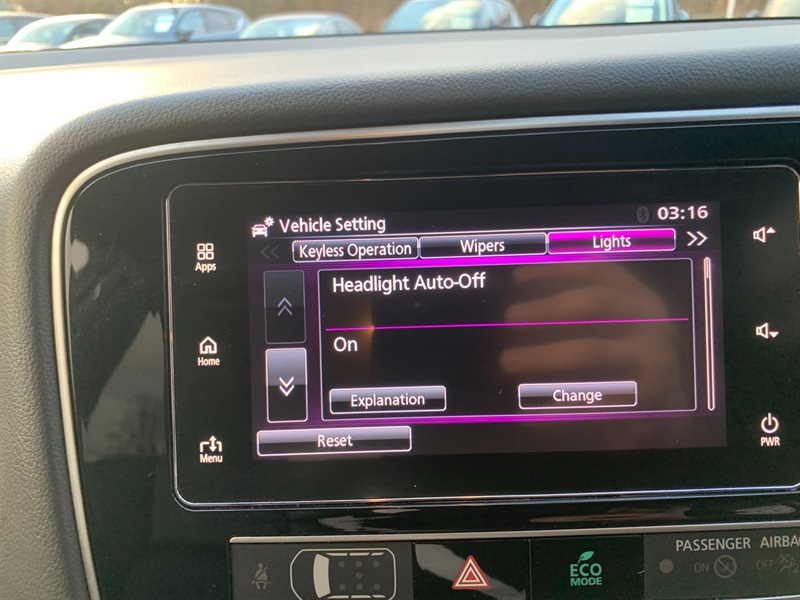 Vehicle Setting
03:16
Keyless Operation
Wipers
Lights
Headlight Auto-Off
On
Explanation
Change
Reset
Apps
Home
Menu
PWR
ECO
MODE
PASSENGER AIRBAG
ON
OFF